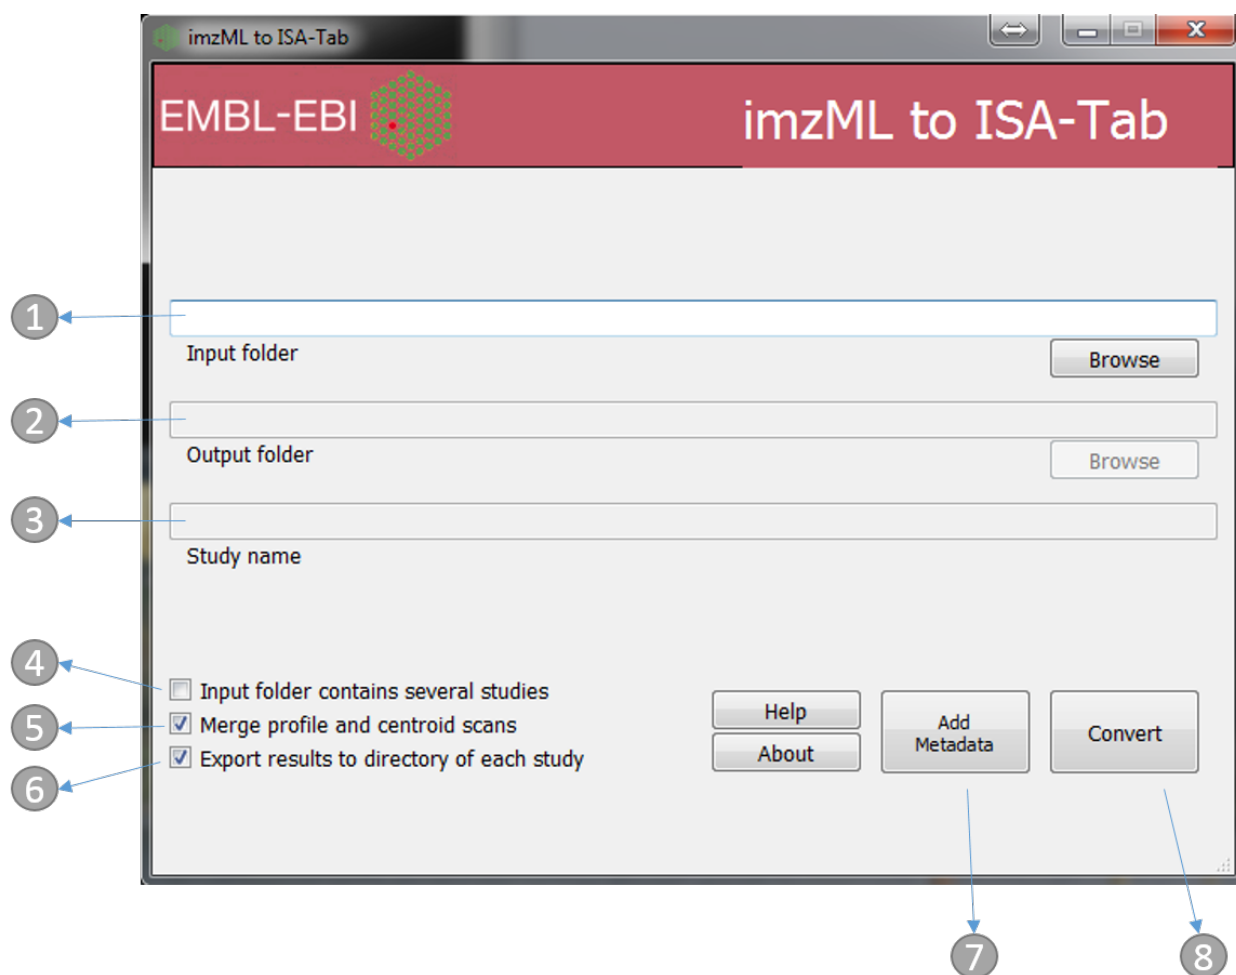 imzML to ISA-Tab
EMBL-EBI
imzML to ISA-Tab
1
Input folder
Browse
2
Output folder
Browse
3
Study name
4
Input folder contains several studies
5
Merge profile and centroid scans
6
Export results to directory of each study
Help
About
Add
Metadata
Convert
7
8